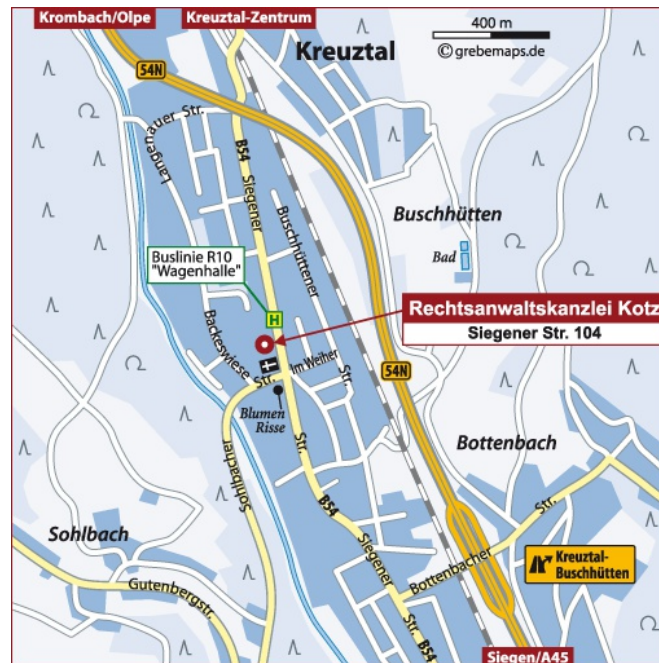 Krombach/Olpe
Kreuztal-Zentrum
400 m
© grebemaps.de
Kreuztal
54N
Langenauer Str.
B54
Siegener
Buschhüttener
Str.
Buschhütten
Bad
Buslinie R10
"Wagenhalle"
H
Rechtsanwaltskanzlei Kotz
Siegener Str. 104
Backeswiese
Im Weiher
Str.
54N
Blumen
Risse
Sohlbacher
Str.
B54
Bottenbach
Siegener
Str.
Sohlbach
Gutenbergstr.
Bottenbacher
Str.
Kreuztal-
Buschhütten
B54
Siegen/A45